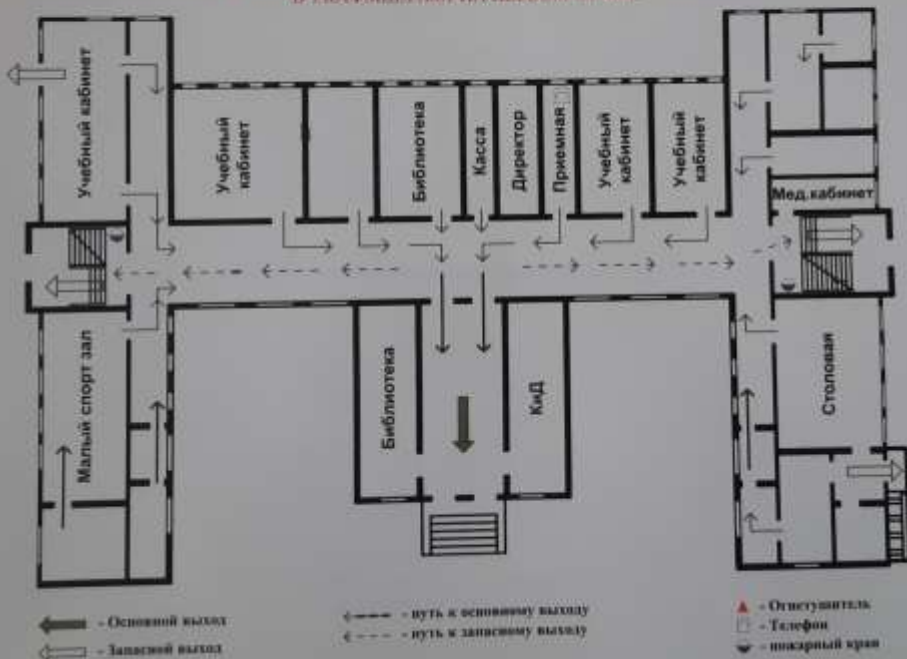 Учебный кабинет
Учебный
кабинет
Библиотека
Касса
Директор
Приемная
Учебный
кабинет
Учебный
кабинет
Мед.кабинет
Малый спорт зал
Библиотека
КиД
Столовая
- Основной выход
- Запасной выход
- путь к основному выходу
- путь к запасному выходу
- Огнетушитель
- Телефон
- пожарный кран